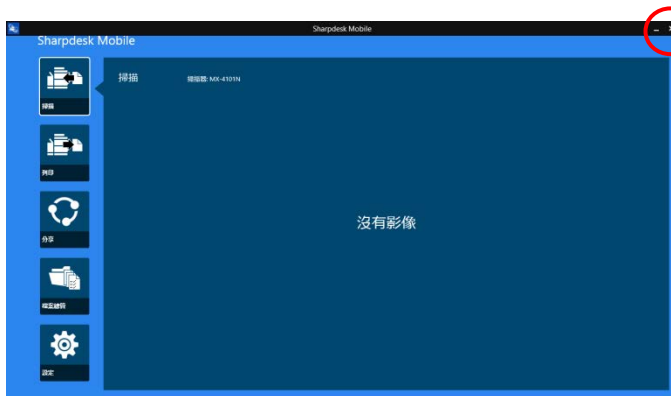 Sharpdesk Mobile
Sharpdesk Mobile
掃描
掃描器: MX-4101N
掃描
列印
沒有影像
分享
檔案總管
設定